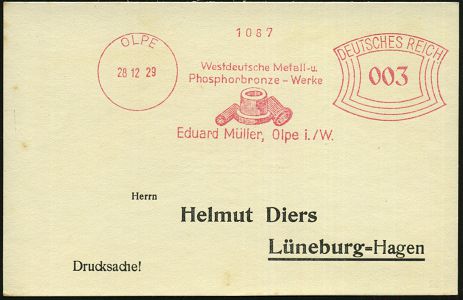 OLPE
28 12 29
1087
Westdeutsche Metall-u.
Phosphorbronze-Werke
Eduard Müller, Olpe i./W.
DEUTSCHES REICH
003
Herrn
Helmut Diers
Lüneburg-Hagen
Drucksache!